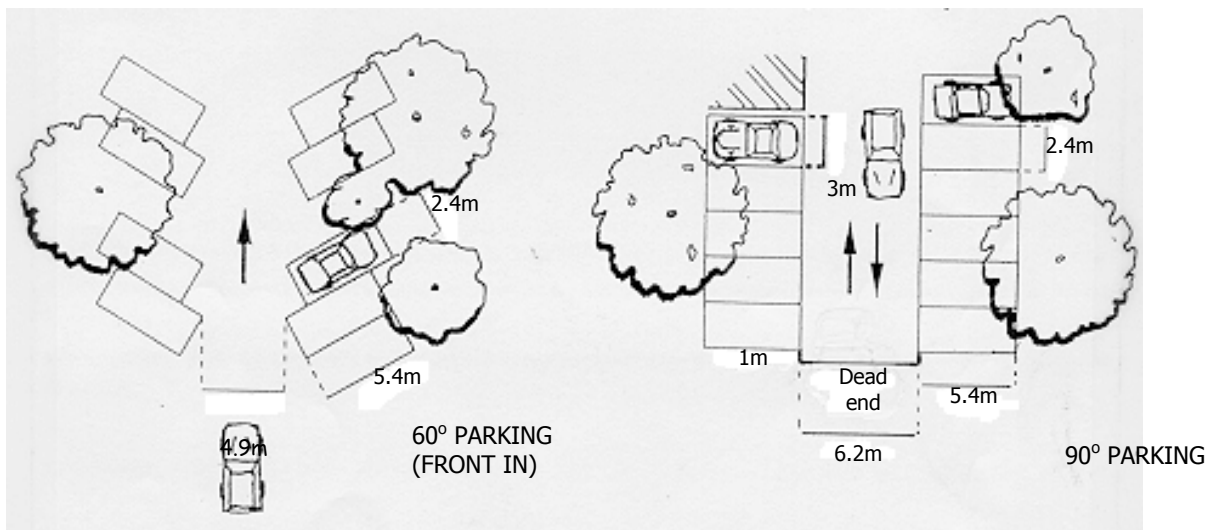 2.4m
5.4m
4.9m
60° PARKING
(FRONT IN)
2.4m
3m
1m
Dead
end
5.4m
6.2m
90° PARKING